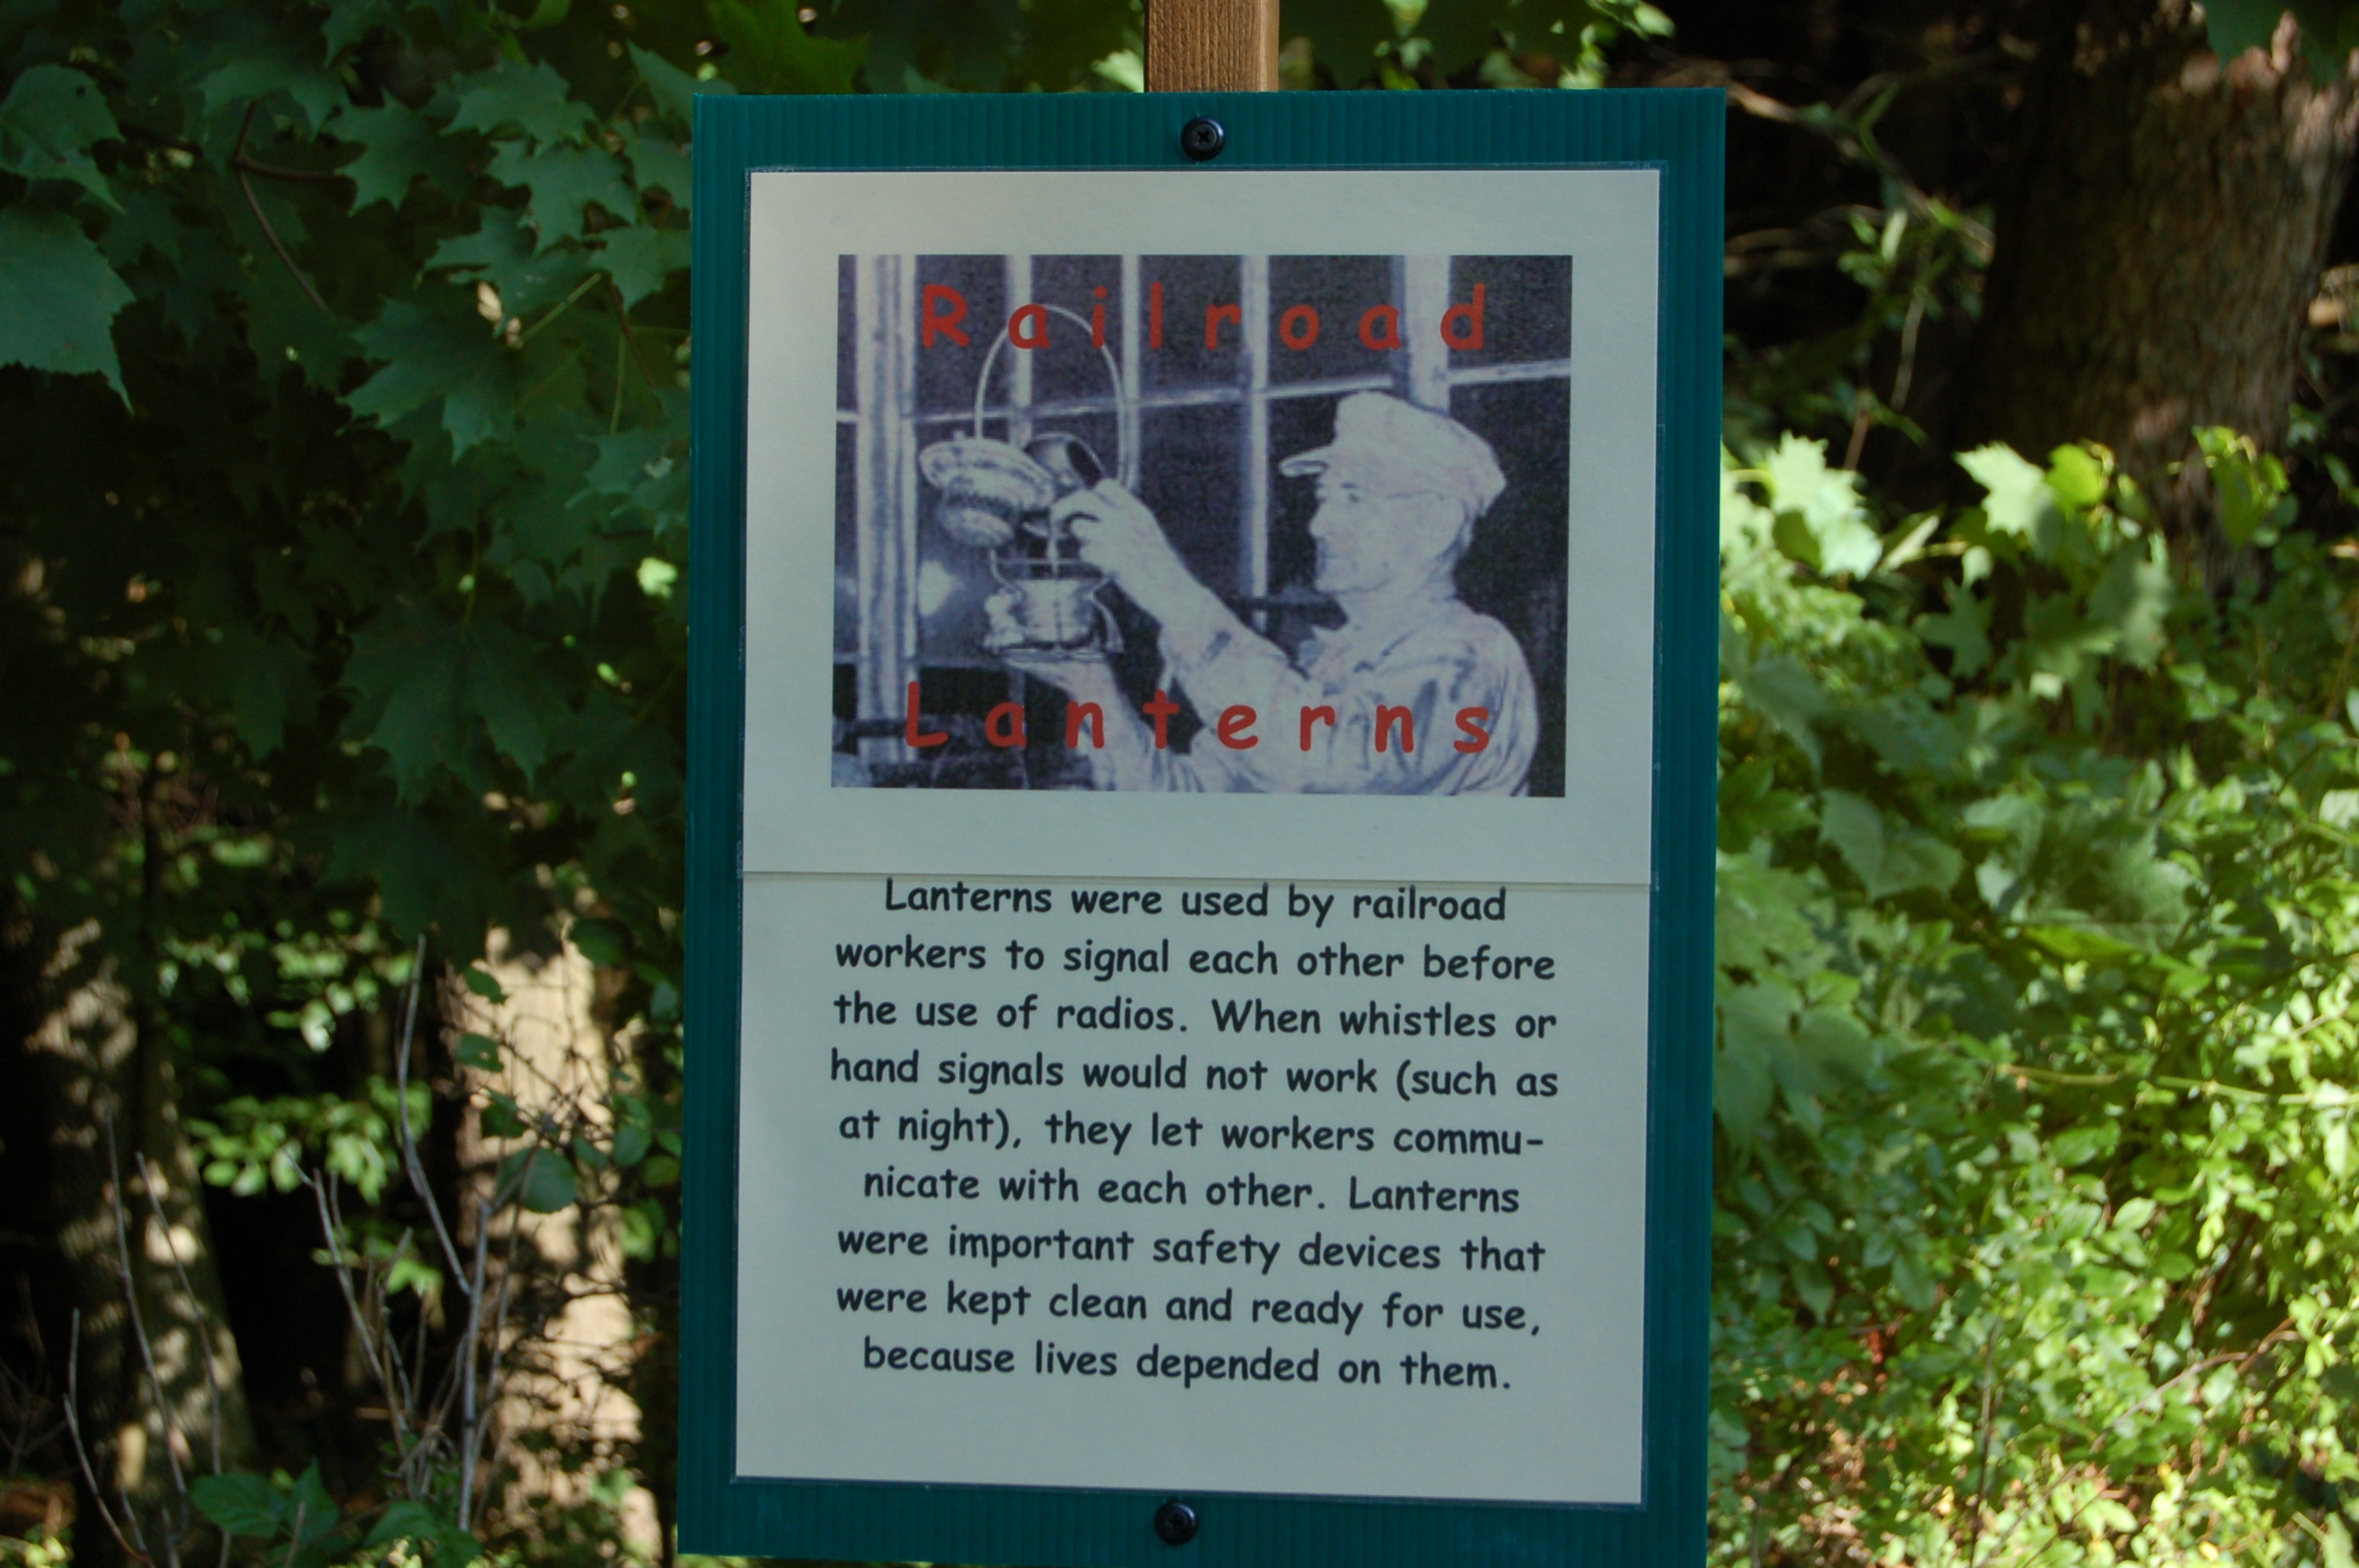 Railroad
Lanterns
Lanterns were used by railroad
workers to signal each other before
the use of radios. When whistles or
hand signals would not work (such as
at night), they let workers commu-
nicate with each other. Lanterns
were important safety devices that
were kept clean and ready for use,
because lives depended on them.